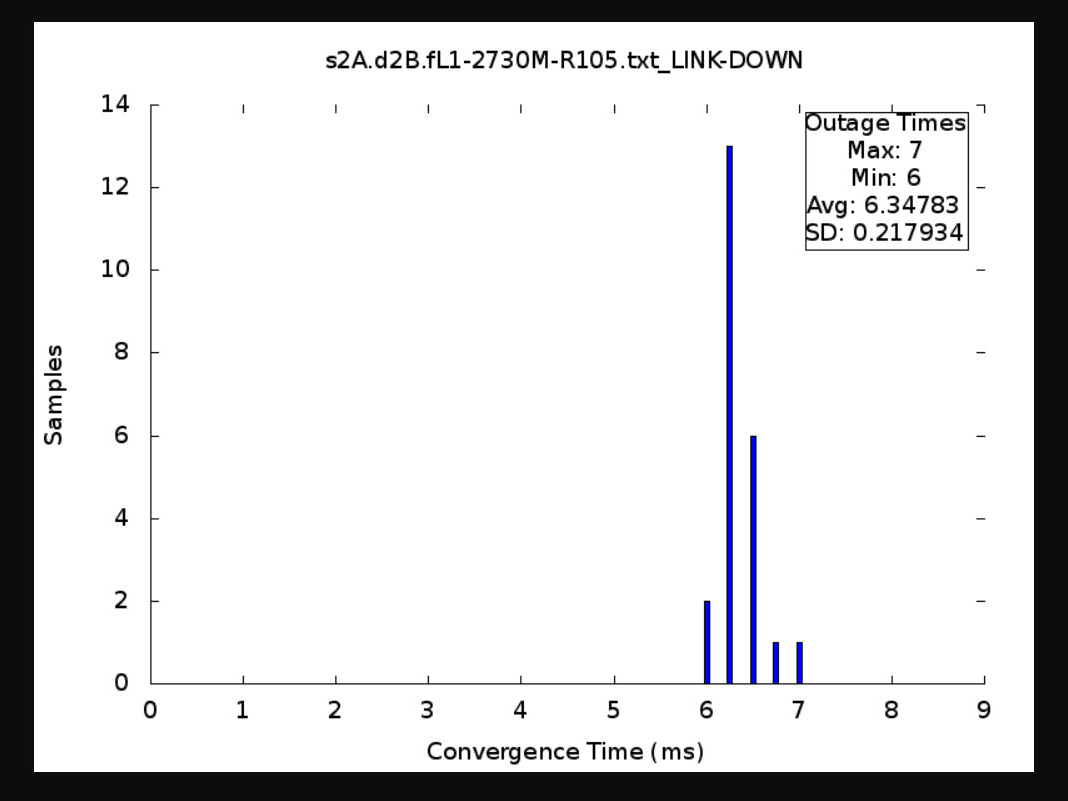 s2A.d2B.fL1-2730M-R105.txt_LINK-DOWN
14
12
10
8
6
4
2
0
Samples
Outage Times
Max: 7
Min: 6
Avg: 6.34783
SD: 0.217934
0 1 2 3 4 5 6 7 8 9
Convergence Time (ms)